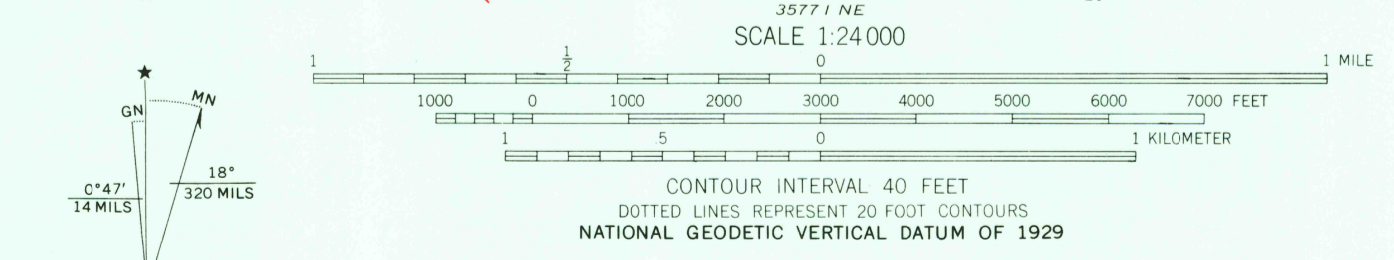 3577 I NE
SCALE 1:24 000
1 1/2 0 1 MILE
1000 0 1000 2000 3000 4000 5000 6000 7000 FEET
1 .5 0 1 KILOMETER
CONTOUR INTERVAL 40 FEET
DOTTED LINES REPRESENT 20 FOOT CONTOURS
NATIONAL GEODETIC VERTICAL DATUM OF 1929
★
GN
MN
0°47'
14 MILS
18°
320 MILS